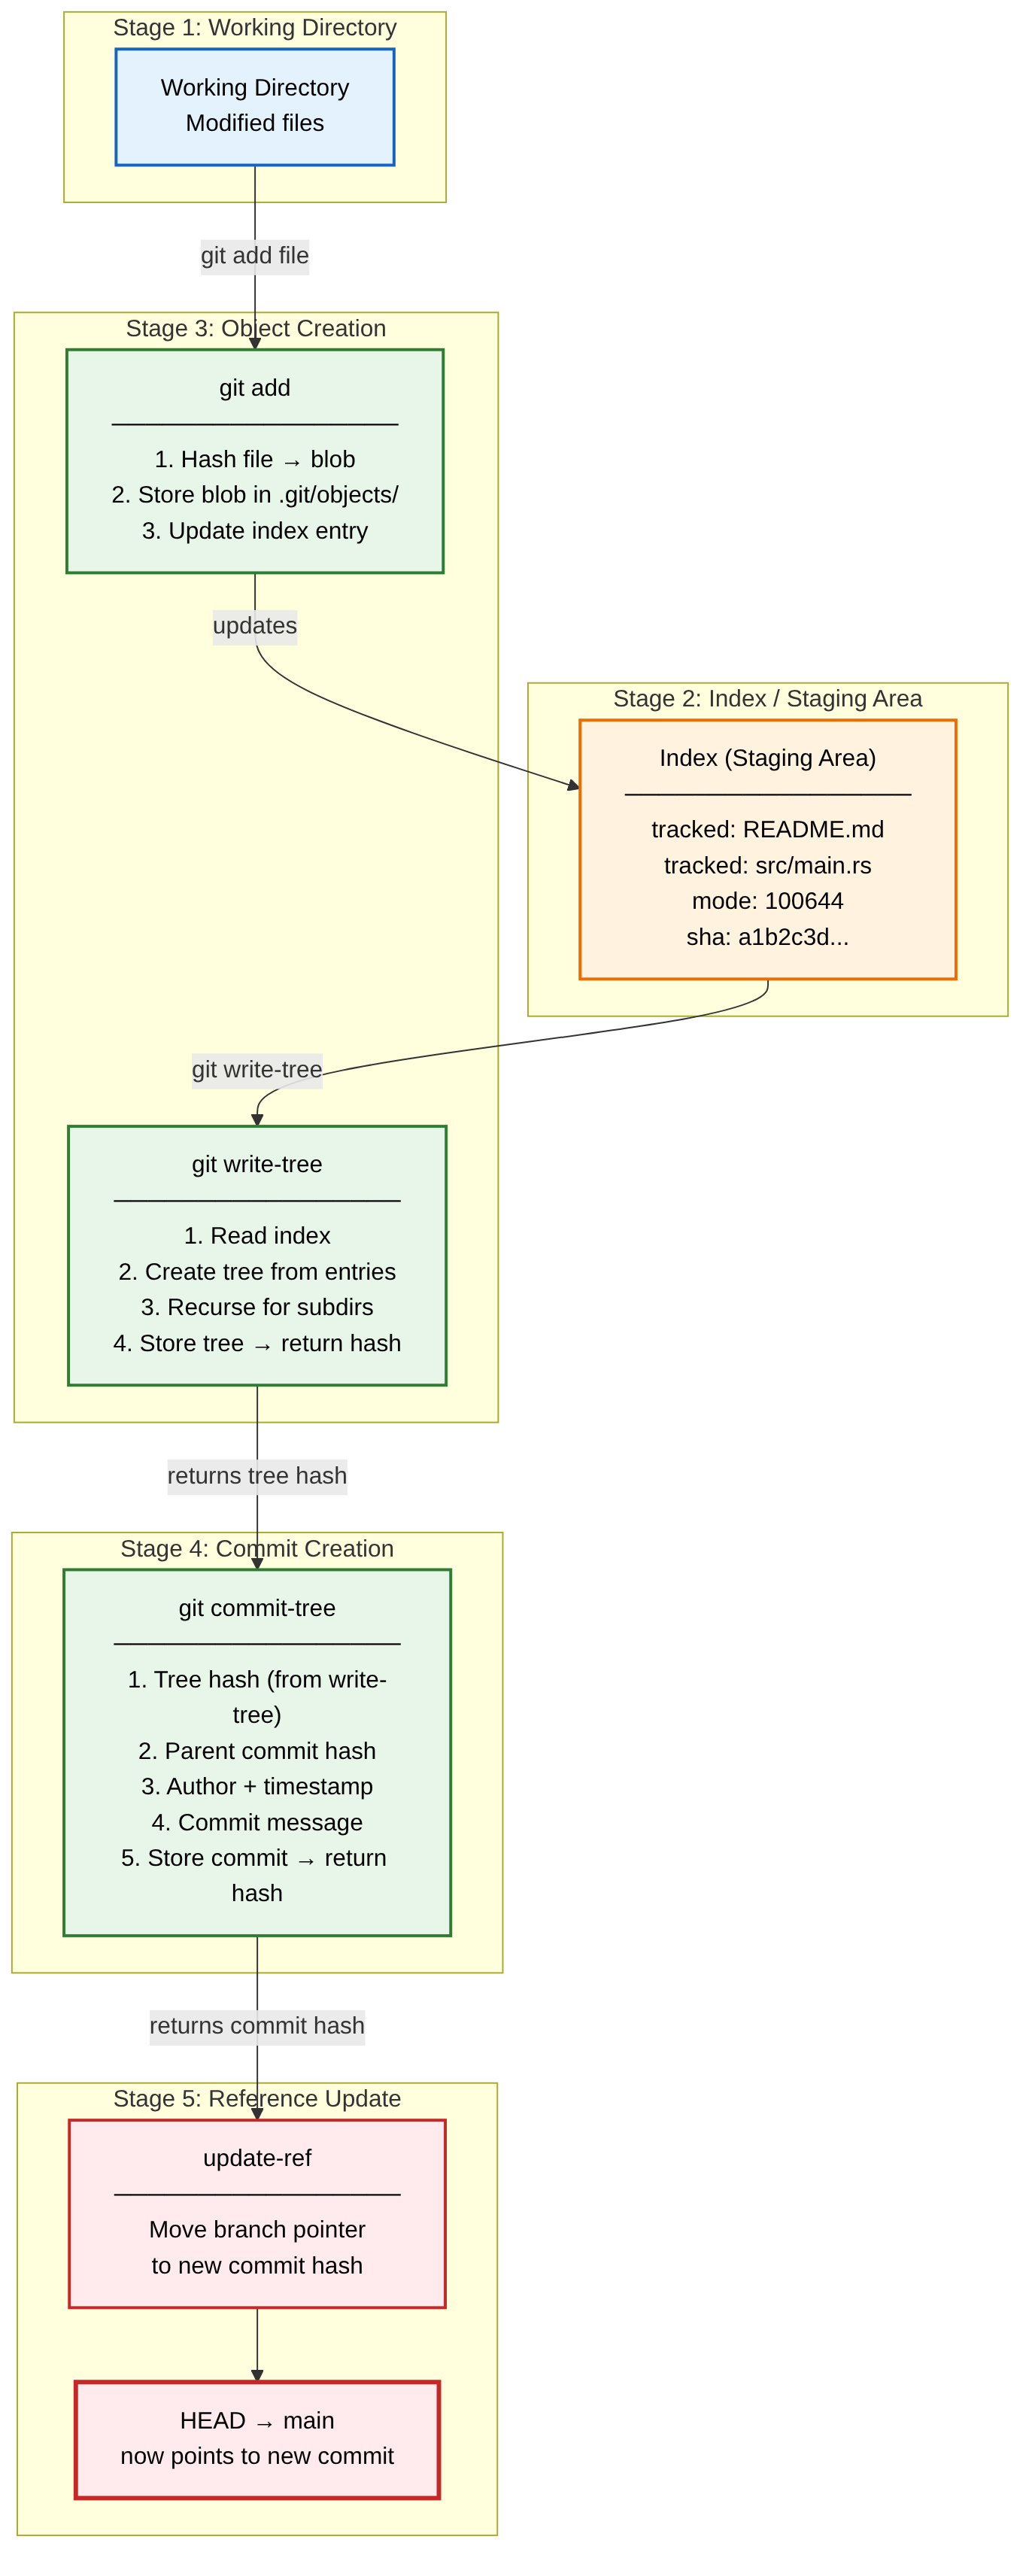 Stage 1: Working Directory
Working Directory
Modified files
git add file
Stage 3: Object Creation
git add
1. Hash file → blob
2. Store blob in .git/objects/
3. Update index entry
updates
Stage 2: Index / Staging Area
Index (Staging Area)
tracked: README.md
tracked: src/main.rs
mode: 100644
sha: a1b2c3d...
git write-tree
git write-tree
1. Read index
2. Create tree from entries
3. Recurse for subdirs
4. Store tree → return hash
returns tree hash
Stage 4: Commit Creation
git commit-tree
1. Tree hash (from write-
tree)
2. Parent commit hash
3. Author + timestamp
4. Commit message
5. Store commit → return
hash
returns commit hash
Stage 5: Reference Update
update-ref
Move branch pointer
to new commit hash
HEAD → main
now points to new commit